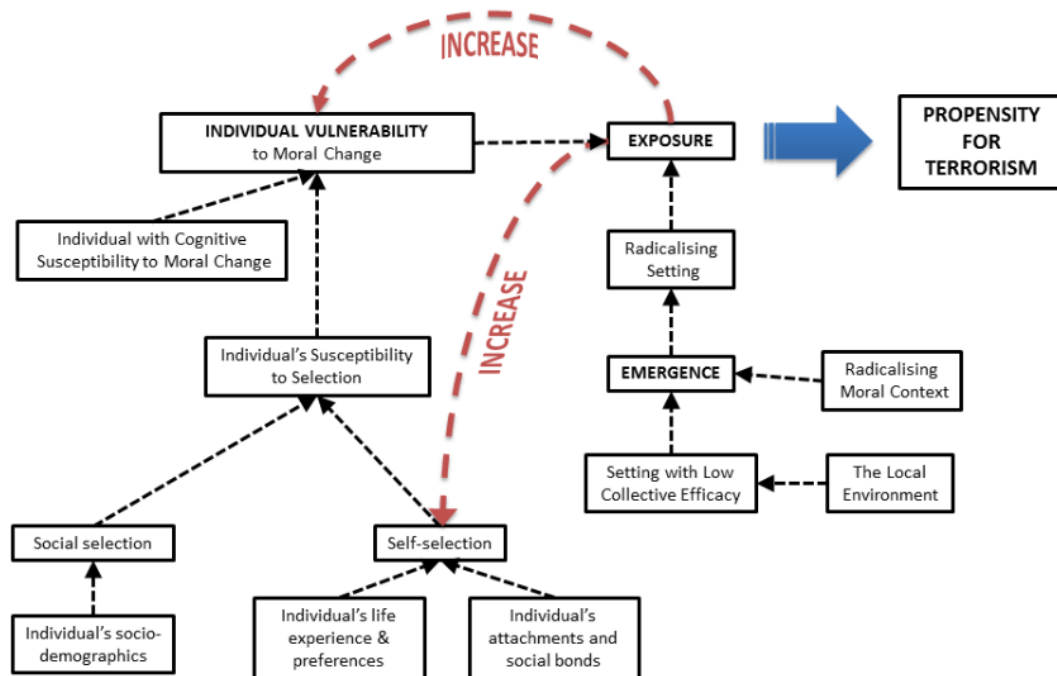 INCREASE
INDIVIDUAL VULNERABILITY
to Moral Change
EXPOSURE
PROPENSITY
FOR
TERRORISM
Individual with Cognitive
Susceptibility to Moral Change
Radicalising
Setting
INCREASE
Individual's Susceptibility
to Selection
EMERGENCE
Radicalising
Moral Context
Setting with Low
Collective Efficacy
The Local
Environment
Social selection
Self-selection
Individual's socio-
demographics
Individual's life
experience &
preferences
Individual's
attachments and
social bonds